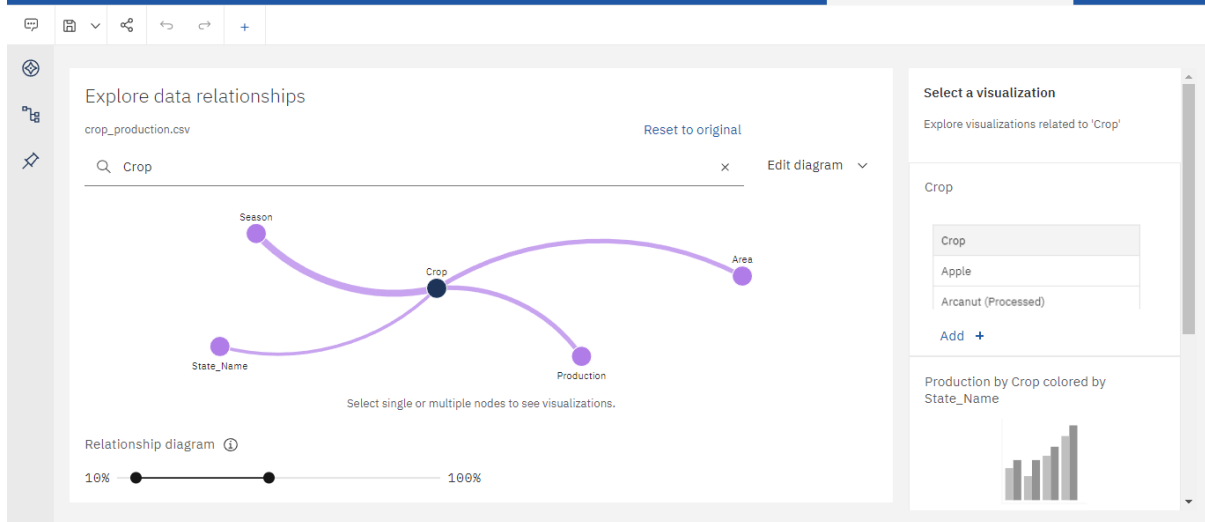 Explore data relationships
crop_production.csv
Reset to original
Crop
Edit diagram
Season
Crop
Area
State_Name
Production
Select single or multiple nodes to see visualizations.
Relationship diagram
10%
100%
Select a visualization
Explore visualizations related to 'Crop'
Crop
Crop
Apple
Arcanut (Processed)
Add +
Production by Crop colored by
State_Name